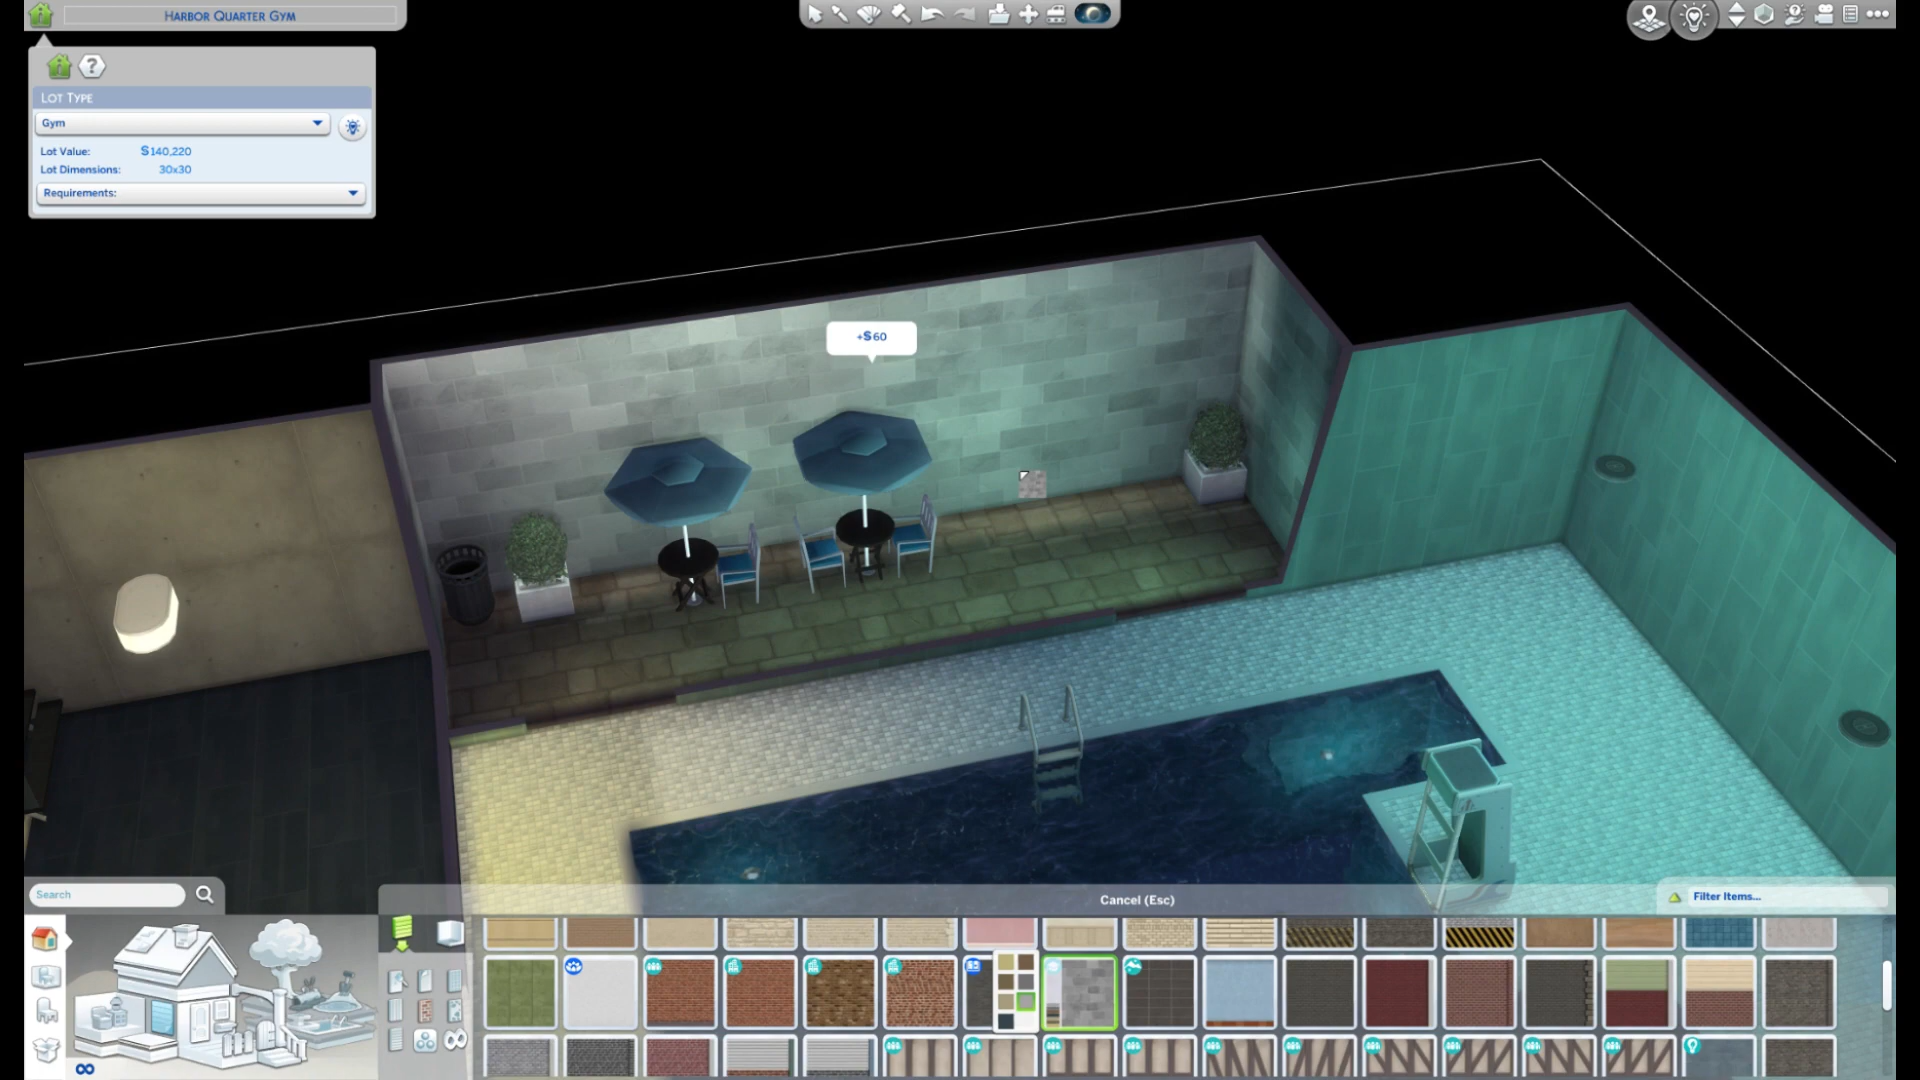 HARBOR QUARTER GYM
LOT TYPE
Gym
Lot Value: §140,220
Lot Dimensions: 30x30
Requirements:
+§60
Search
Cancel (Esc)
Filter Items...